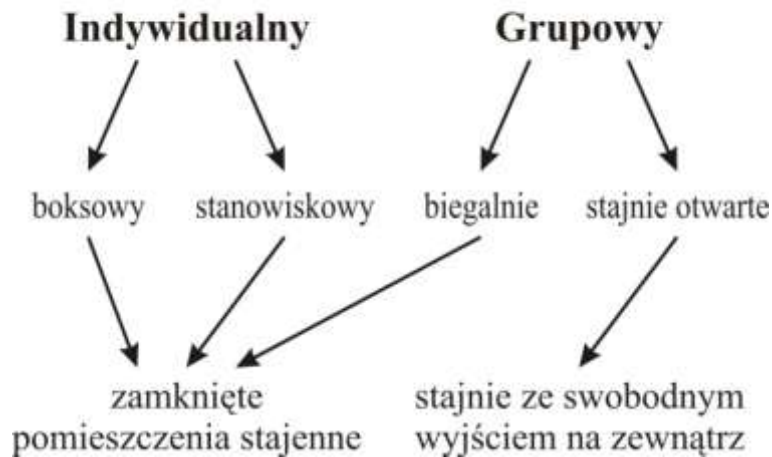 Indywidualny Grupowy
boksowy stanowiskowy biegalnie stajnie otwarte
zamknięte stajnie ze swobodnym
pomieszczenia stajenne wyjściem na zewnątrz